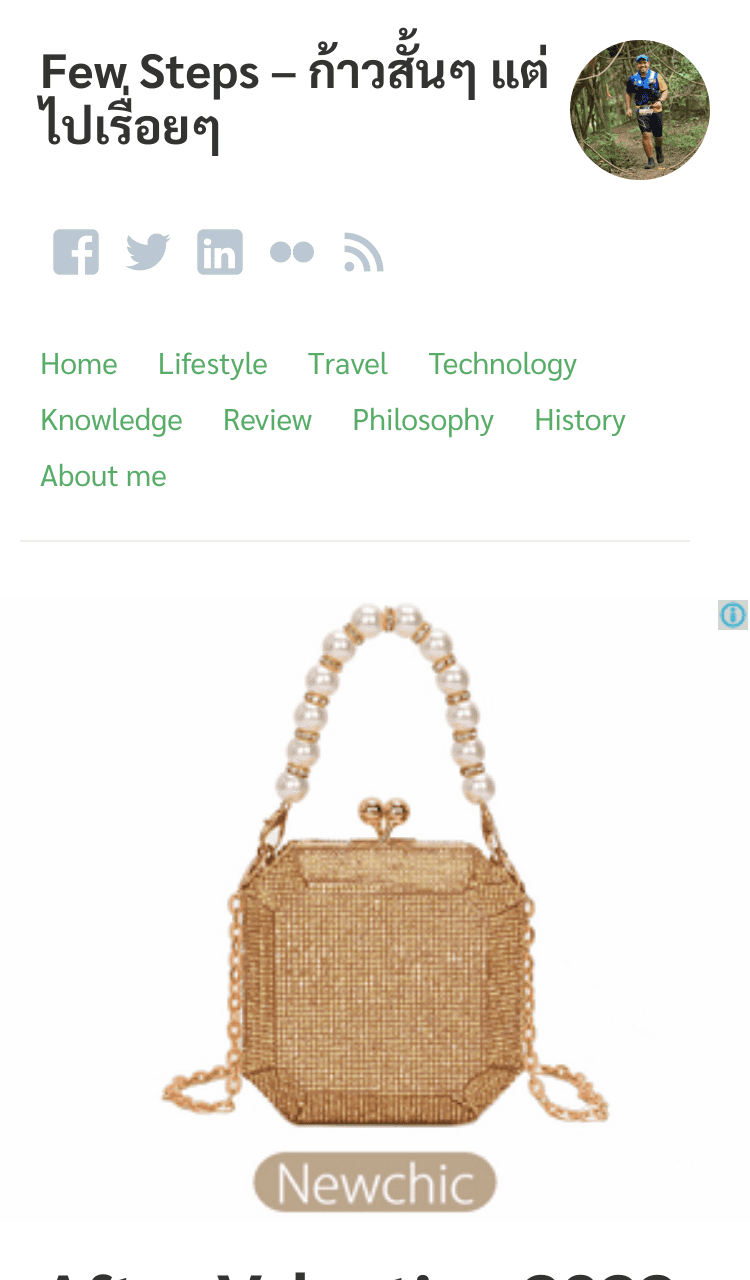 Few Steps – ก้าวสั้นๆ แต่
ไปเรื่อยๆ
Home Lifestyle Travel Technology
Knowledge Review Philosophy History
About me
Newchic